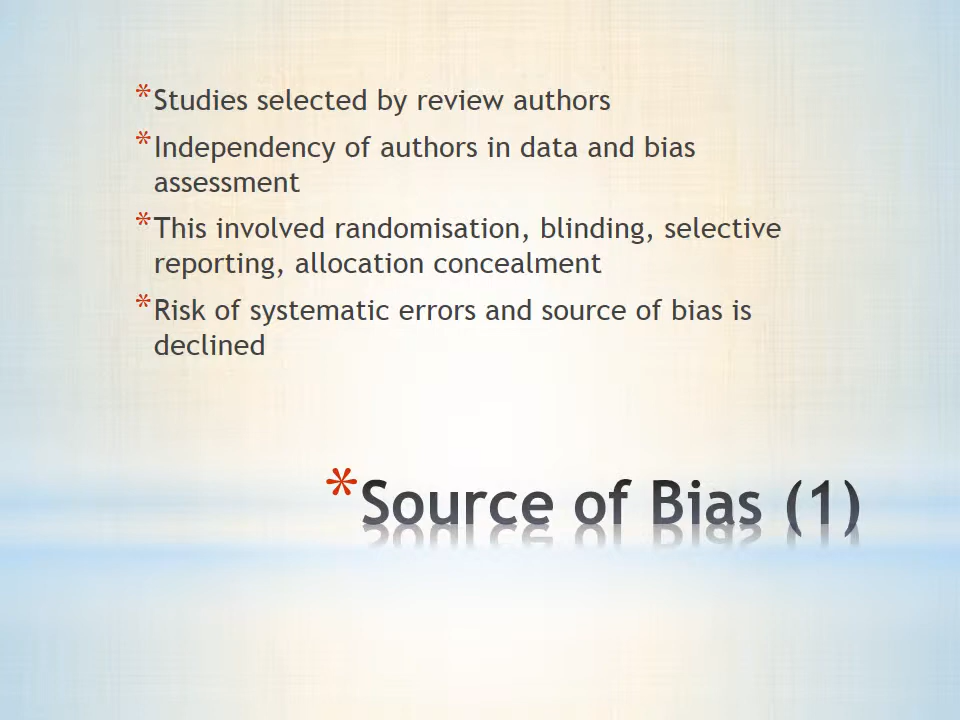 *Studies selected by review authors
*Independency of authors in data and bias
assessment
*This involved randomisation, blinding, selective
reporting, allocation concealment
*Risk of systematic errors and source of bias is
declined
*Source of Bias (1)